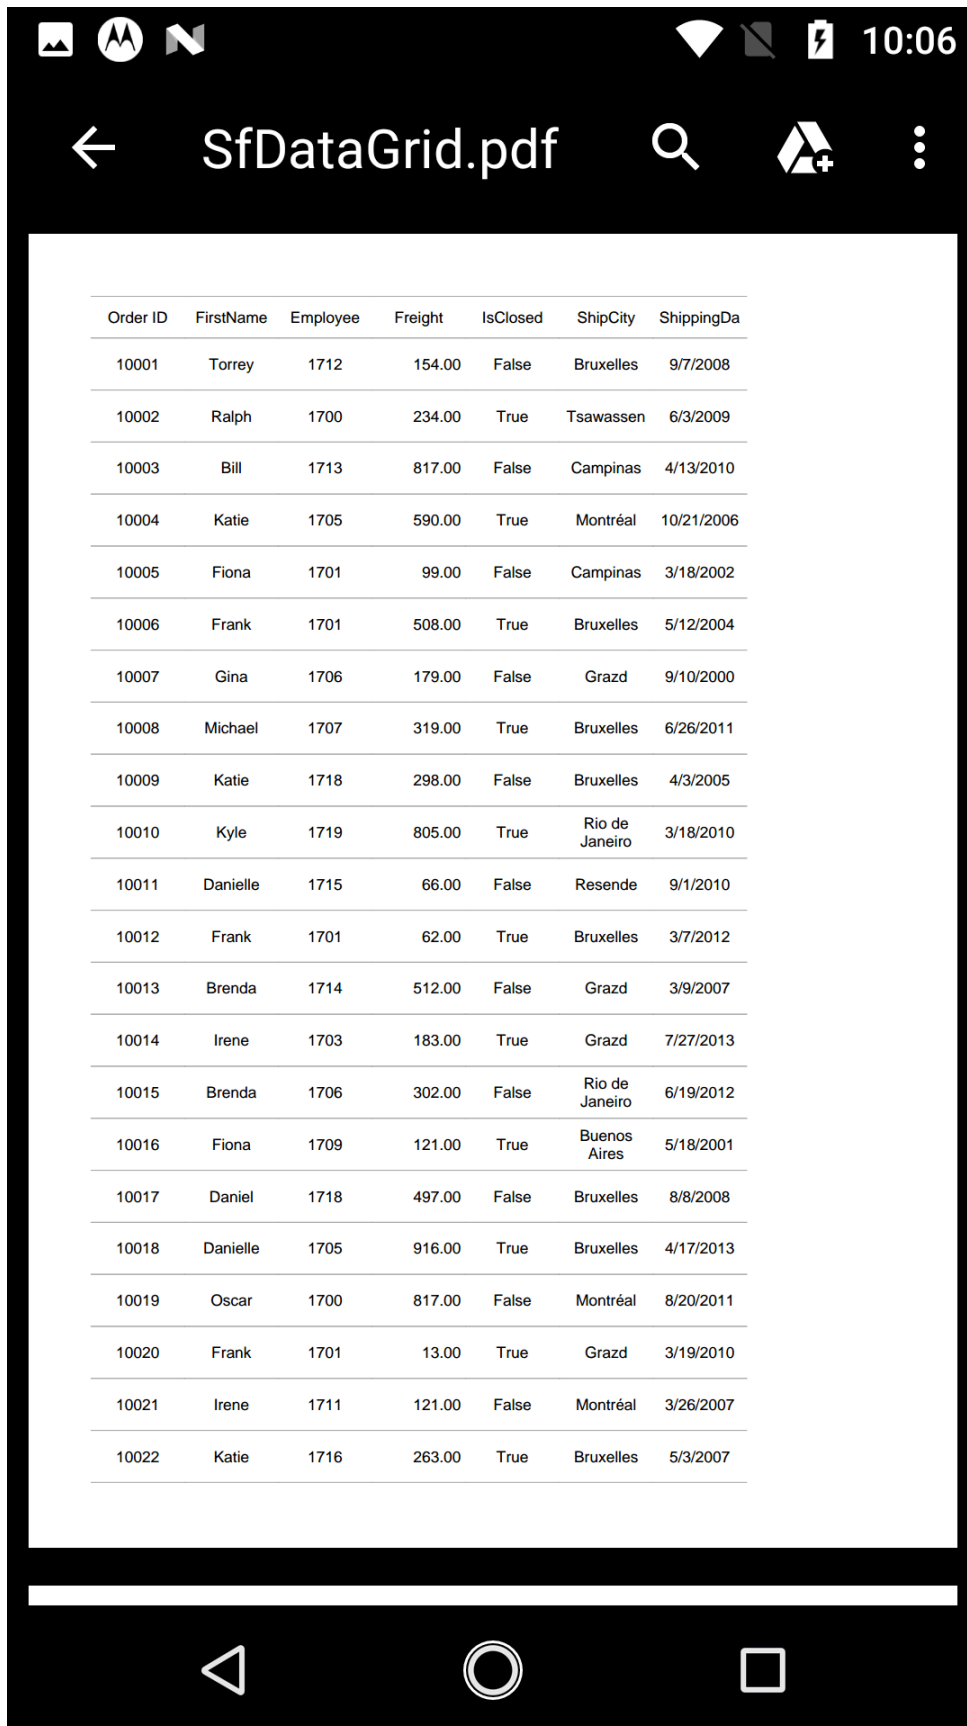 10:06
SfDataGrid.pdf
Order ID FirstName Employee Freight IsClosed ShipCity ShippingDa
10001 Torrey 1712 154.00 False Bruxelles 9/7/2008
10002 Ralph 1700 234.00 True Tsawassen 6/3/2009
10003 Bill 1713 817.00 False Campinas 4/13/2010
10004 Katie 1705 590.00 True Montréal 10/21/2006
10005 Fiona 1701 99.00 False Campinas 3/18/2002
10006 Frank 1701 508.00 True Bruxelles 5/12/2004
10007 Gina 1706 179.00 False Grazd 9/10/2000
10008 Michael 1707 319.00 True Bruxelles 6/26/2011
10009 Katie 1718 298.00 False Bruxelles 4/3/2005
10010 Kyle 1719 805.00 True Rio de Janeiro 3/18/2010
10011 Danielle 1715 66.00 False Resende 9/1/2010
10012 Frank 1701 62.00 True Bruxelles 3/7/2012
10013 Brenda 1714 512.00 False Grazd 3/9/2007
10014 Irene 1703 183.00 True Grazd 7/27/2013
10015 Brenda 1706 302.00 False Rio de Janeiro 6/19/2012
10016 Fiona 1709 121.00 True Buenos Aires 5/18/2001
10017 Daniel 1718 497.00 False Bruxelles 8/8/2008
10018 Danielle 1705 916.00 True Bruxelles 4/17/2013
10019 Oscar 1700 817.00 False Montréal 8/20/2011
10020 Frank 1701 13.00 True Grazd 3/19/2010
10021 Irene 1711 121.00 False Montréal 3/26/2007
10022 Katie 1716 263.00 True Bruxelles 5/3/2007